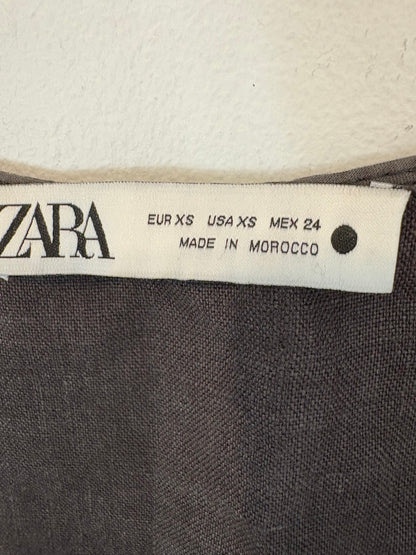 ZARA
EUR XS USA XS MEX 24
MADE IN MOROCCO